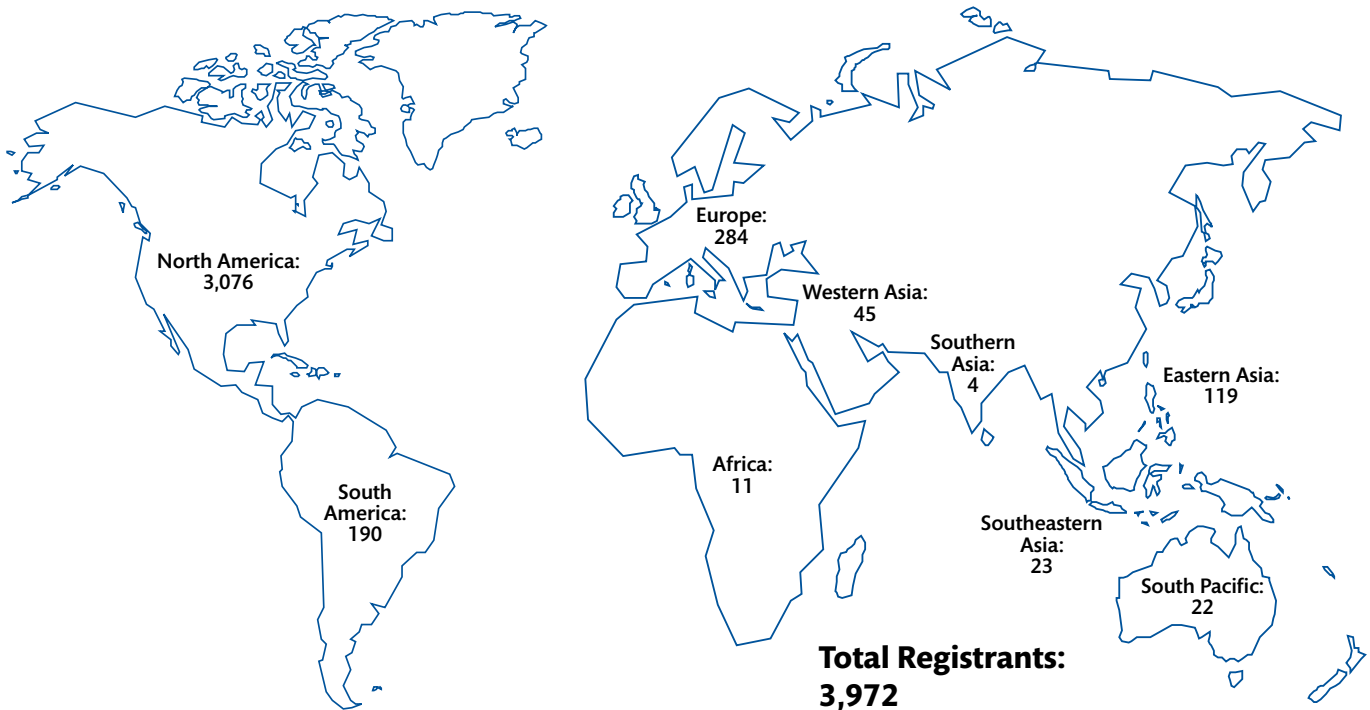 Europe:
284
North America:
3,076
Western Asia:
45
Southern
Asia:
4
Eastern Asia:
119
Africa:
11
South
America:
190
Southeastern
Asia:
23
South Pacific:
22
Total Registrants:
3,972